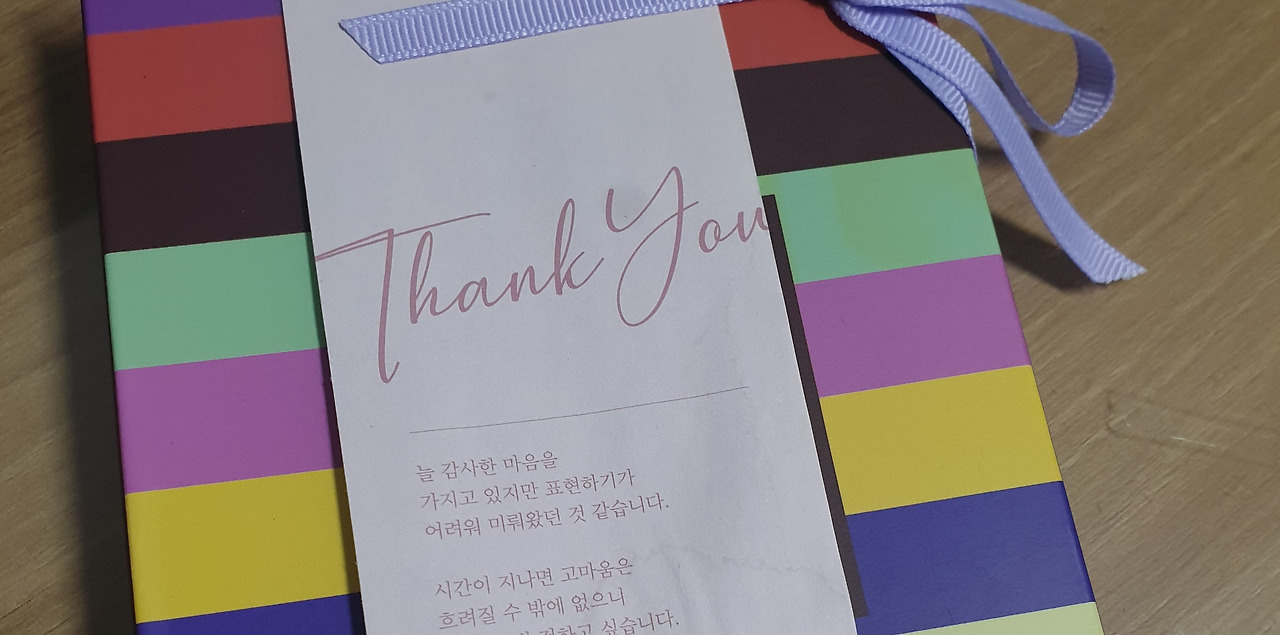 Thank You
늘 감사한 마음을
가지고 있지만 표현하기가
어려워 미뤄왔던 것 같습니다.
시간이 지나면 고마움은
흐려질 수 밖에 없으니
전하고 싶습니다.